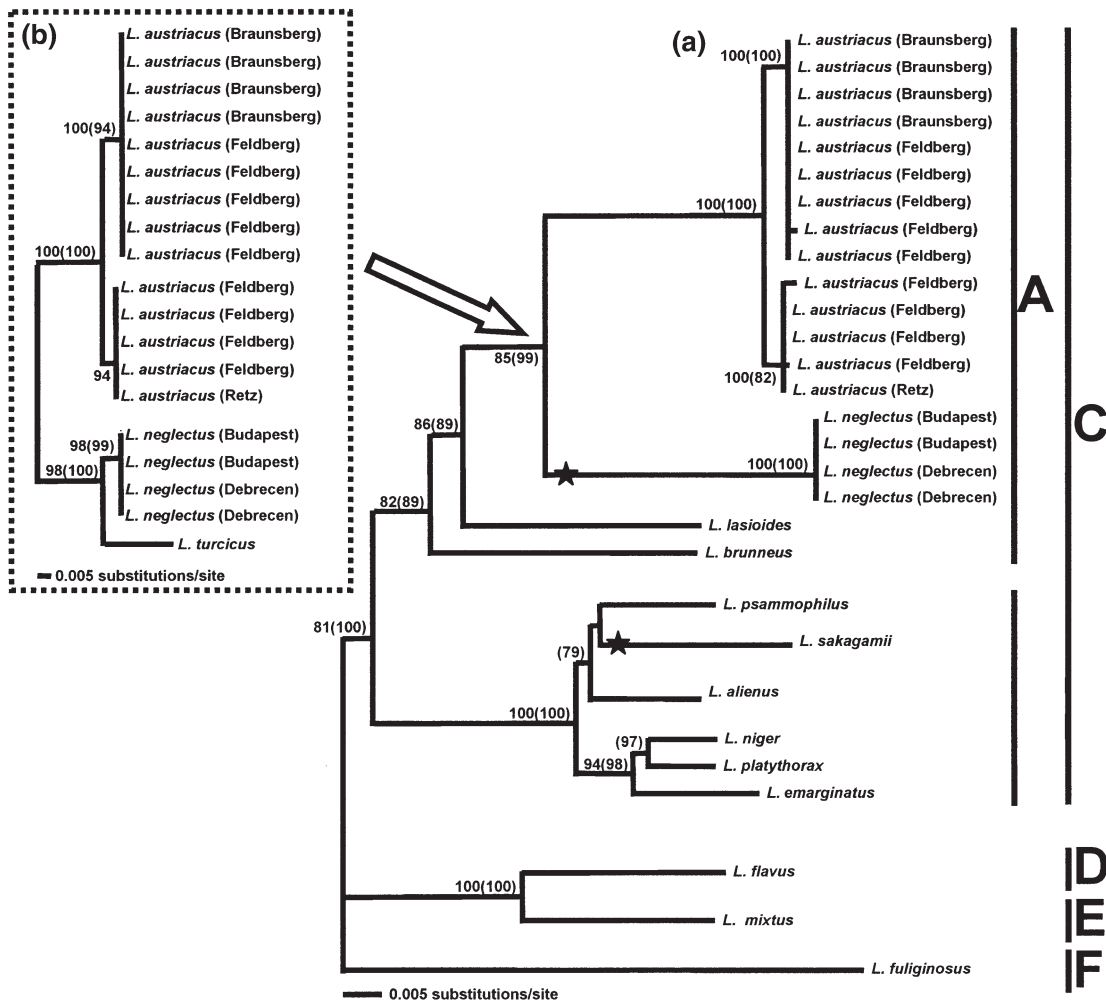 (b)
L. austriacus (Braunsberg)
L. austriacus (Braunsberg)
L. austriacus (Braunsberg)
L. austriacus (Braunsberg)
100(94)
L. austriacus (Feldberg)
L. austriacus (Feldberg)
L. austriacus (Feldberg)
L. austriacus (Feldberg)
L. austriacus (Feldberg)
100(100)
L. austriacus (Feldberg)
L. austriacus (Feldberg)
L. austriacus (Feldberg)
L. austriacus (Feldberg)
94
L. austriacus (Retz)
L. neglectus (Budapest)
98(99)
L. neglectus (Budapest)
98(100)
L. neglectus (Debrecen)
L. neglectus (Debrecen)
L. turcicus
0.005 substitutions/site
(a)
L. austriacus (Braunsberg)
100(100)
L. austriacus (Braunsberg)
L. austriacus (Braunsberg)
L. austriacus (Braunsberg)
L. austriacus (Feldberg)
L. austriacus (Feldberg)
L. austriacus (Feldberg)
100(100)
L. austriacus (Feldberg)
L. austriacus (Feldberg)
L. austriacus (Feldberg)
L. austriacus (Feldberg)
L. austriacus (Feldberg)
L. austriacus (Feldberg)
100(82)
L. austriacus (Retz)
85(99)
L. neglectus (Budapest)
L. neglectus (Budapest)
100(100)
L. neglectus (Debrecen)
L. neglectus (Debrecen)
86(89)
L. lasioides
82(89)
L. brunneus
L. psammophilus
81(100)
L. sakagamii
(79)
L. alienus
100(100)
L. niger
(97)
L. platythorax
94(98)
L. emarginatus
L. flavus
100(100)
L. mixtus
L. fuliginosus
0.005 substitutions/site
A
C
D
E
F